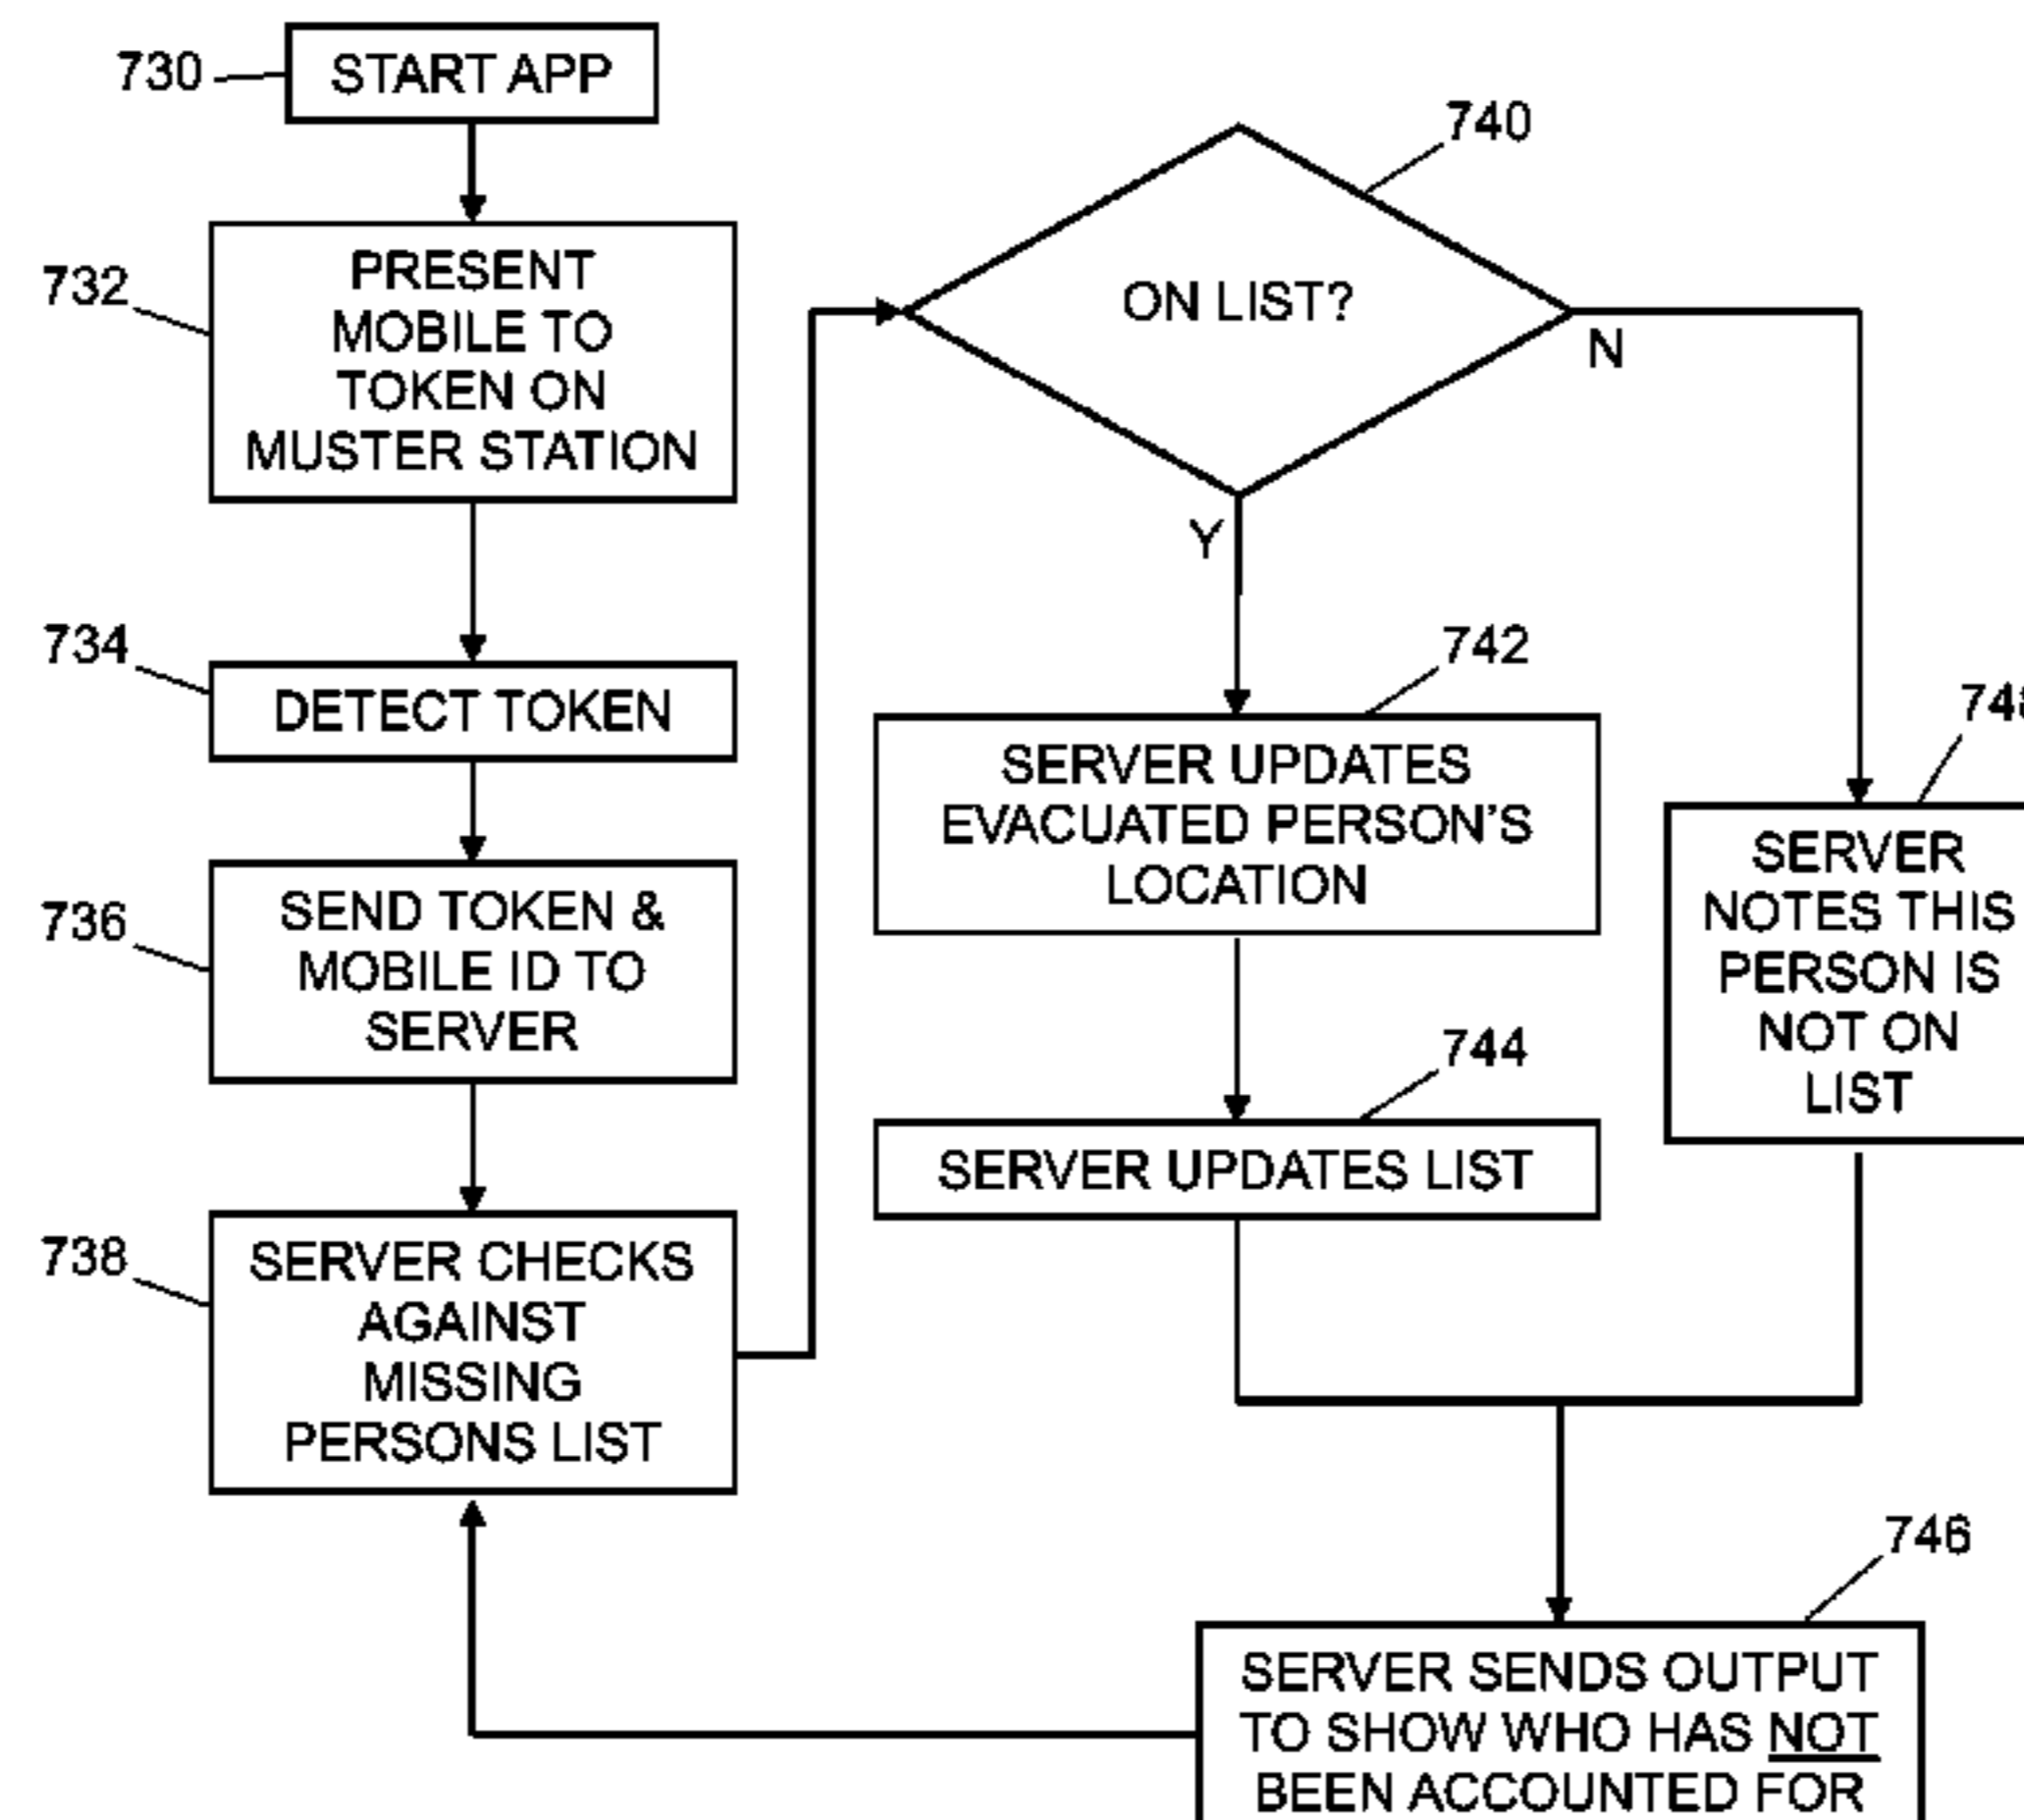 730
START APP
732
PRESENT
MOBILE TO
TOKEN ON
MUSTER STATION
734
DETECT TOKEN
736
SEND TOKEN &
MOBILE ID TO
SERVER
738
SERVER CHECKS
AGAINST
MISSING
PERSONS LIST
740
ON LIST?
N
Y
742
SERVER UPDATES
EVACUATED PERSON'S
LOCATION
744
SERVER UPDATES LIST
SERVER
NOTES THIS
PERSON IS
NOT ON
LIST
746
SERVER SENDS OUTPUT
TO SHOW WHO HAS NOT
BEEN ACCOUNTED FOR